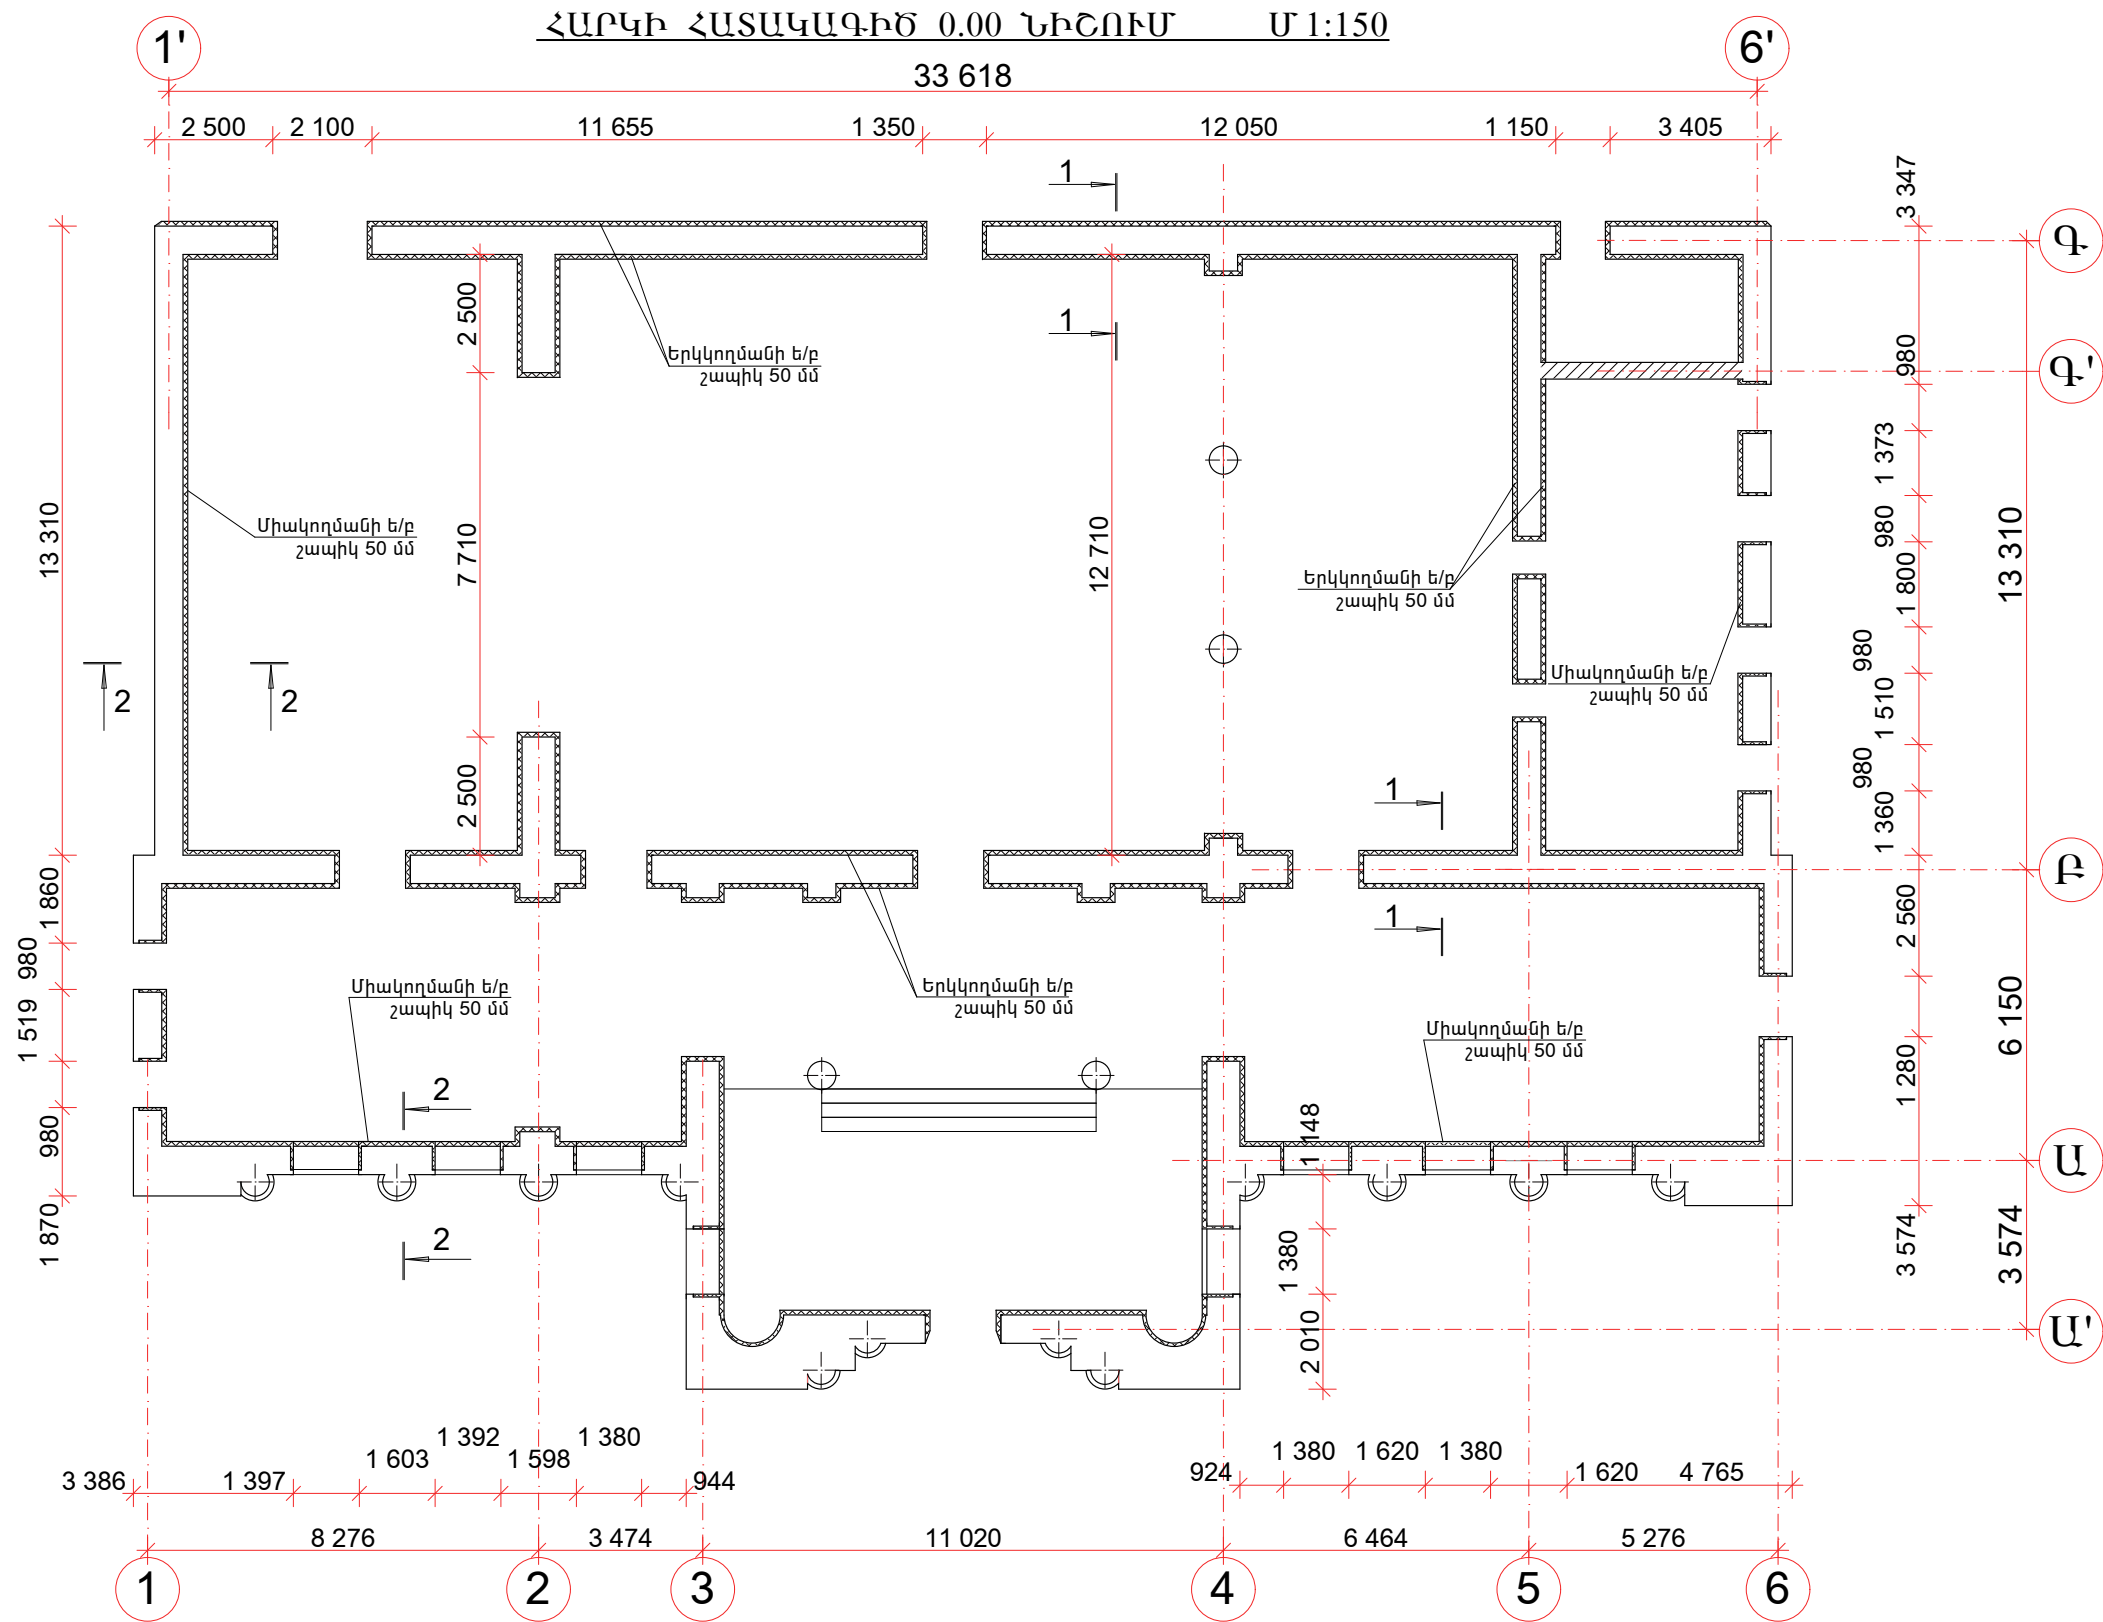 ՀԱՐԿԻ ՀԱՏԱԿԱԳԻԾ 0.00 ՆԻՇՈՒՄ Մ 1:150
1' 6'
33 618
2 500 2 100 11 655 1 350 12 050 1 150 3 405
1
3 347
Գ
2 500
1
Երկկողմանի ե/բ
շապիկ 50 մմ
980
Գ'
1 373
Միակողմանի ե/բ
շապիկ 50 մմ
13 310
7 710
12 710
980
13 310
Երկկողմանի ե/բ
շապիկ 50 մմ
1 800
980
Միակողմանի ե/բ
շապիկ 50 մմ
2 2
1 510
980
2 500
1
1 360
Բ
1 860
1
2 560
980
Միակողմանի ե/բ
շապիկ 50 մմ
Երկկողմանի ե/բ
շապիկ 50 մմ
6 150
1 519
Միակողմանի ե/բ
շապիկ 50 մմ
2
1 280
980
1 148
Ա
1 870
2
1 380
3 574
3 574
2 010
Ա'
3 386 1 397 1 603 1 392 1 598 1 380 944
924 1 380 1 620 1 380 1 620 4 765
8 276 3 474 11 020 6 464 5 276
1 2 3 4 5 6